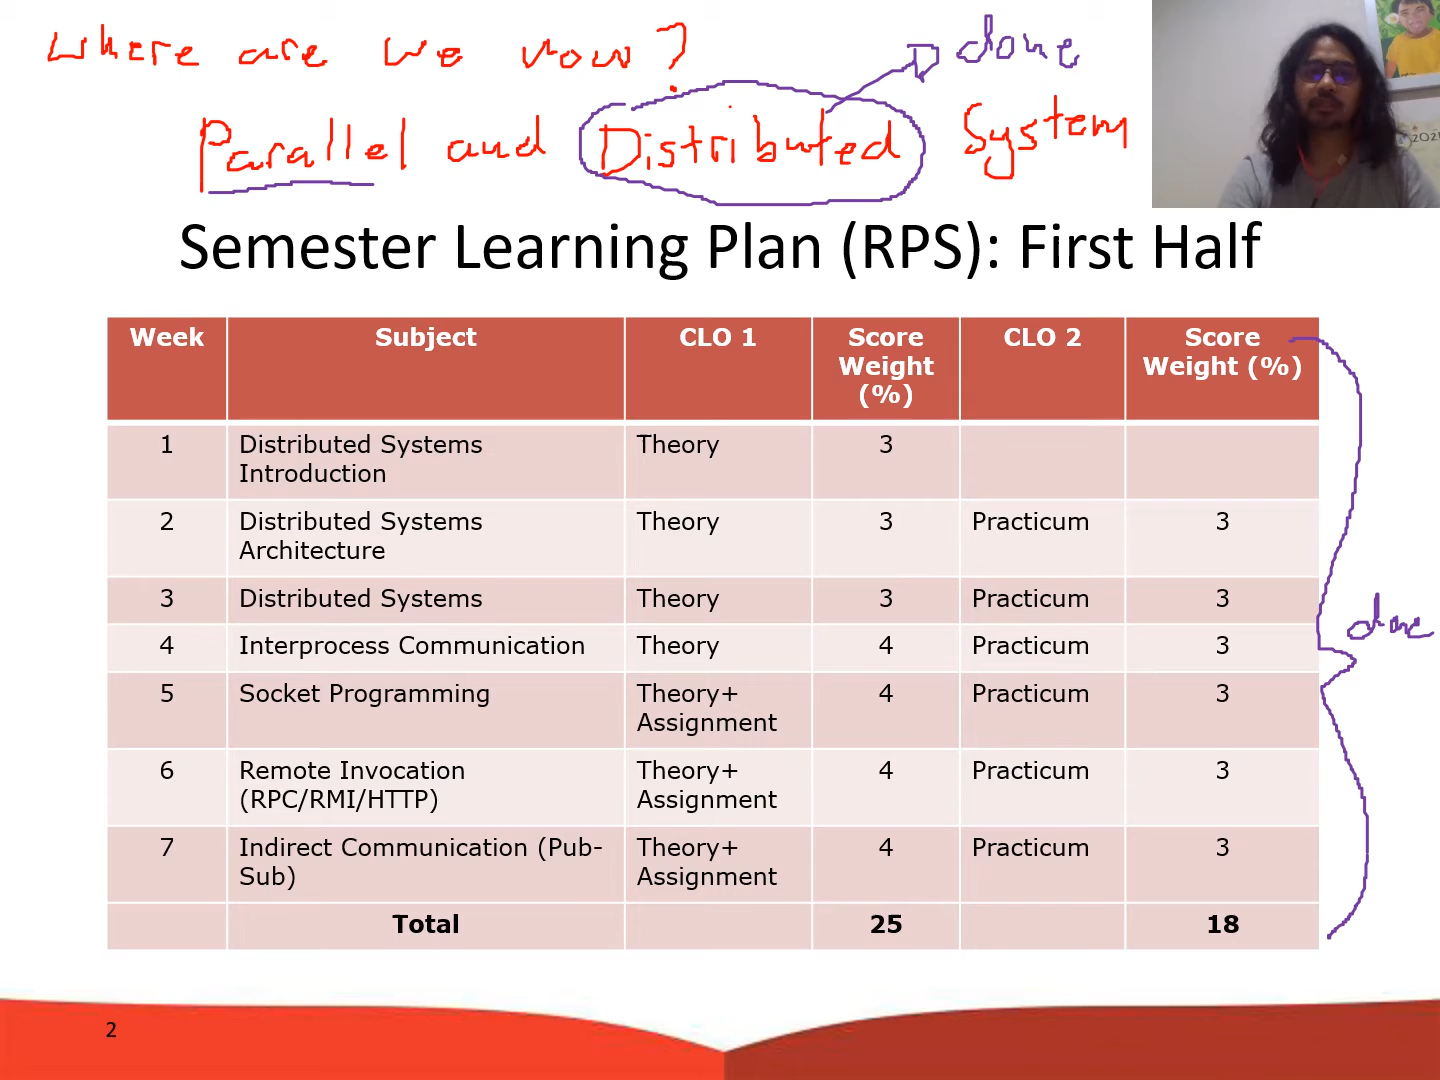 where are we now?
done
Parallel and Distributed System
Semester Learning Plan (RPS): First Half
Week Subject CLO 1 Score Weight (%) CLO 2 Score Weight (%)
1 Distributed Systems Introduction Theory 3
2 Distributed Systems Architecture Theory 3 Practicum 3
3 Distributed Systems Theory 3 Practicum 3
done
4 Interprocess Communication Theory 4 Practicum 3
5 Socket Programming Theory+ Assignment 4 Practicum 3
6 Remote Invocation (RPC/RMI/HTTP) Theory+ Assignment 4 Practicum 3
7 Indirect Communication (Pub-Sub) Theory+ Assignment 4 Practicum 3
Total 25 18
2